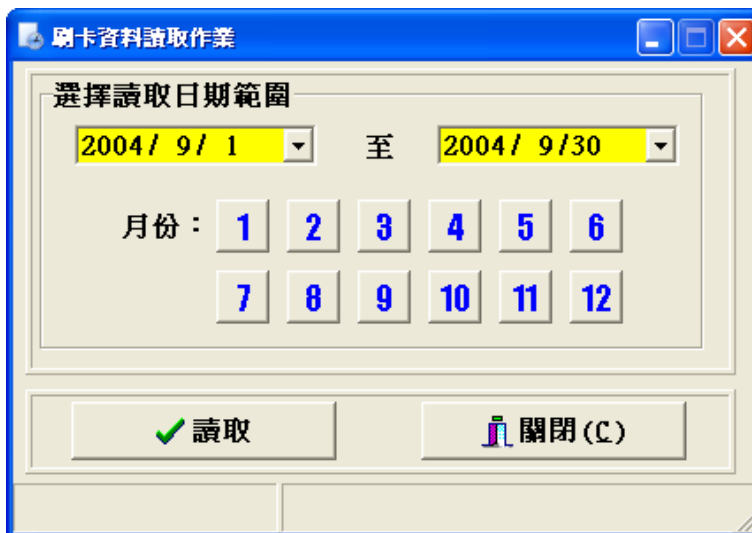 刷卡資料讀取作業
選擇讀取日期範圍
2004/ 9/ 1 至 2004/ 9/30
月份： 1 2 3 4 5 6
7 8 9 10 11 12
讀取 關閉(C)